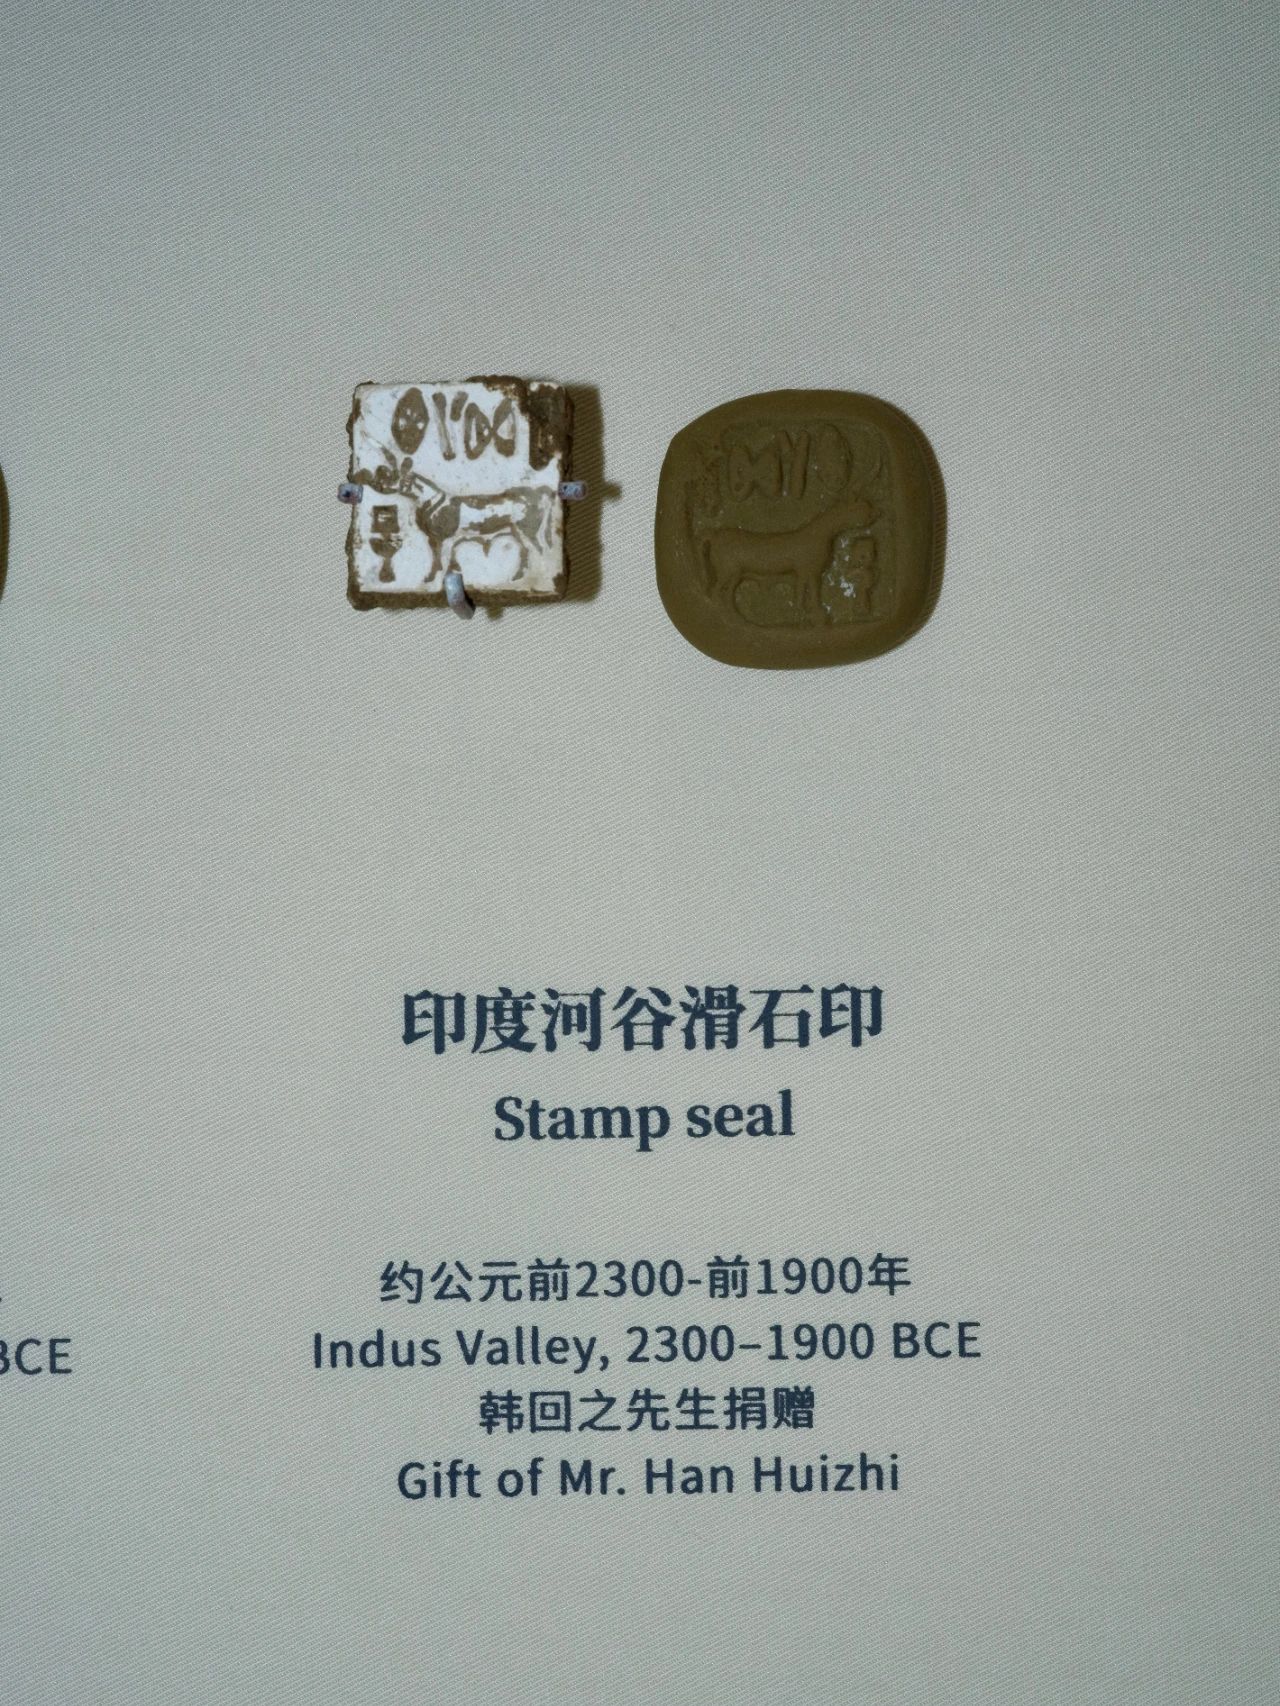 印度河谷滑石印
Stamp seal
约公元前2300-前1900年
Indus Valley, 2300–1900 BCE
韩回之先生捐赠
Gift of Mr. Han Huizhi
BCE